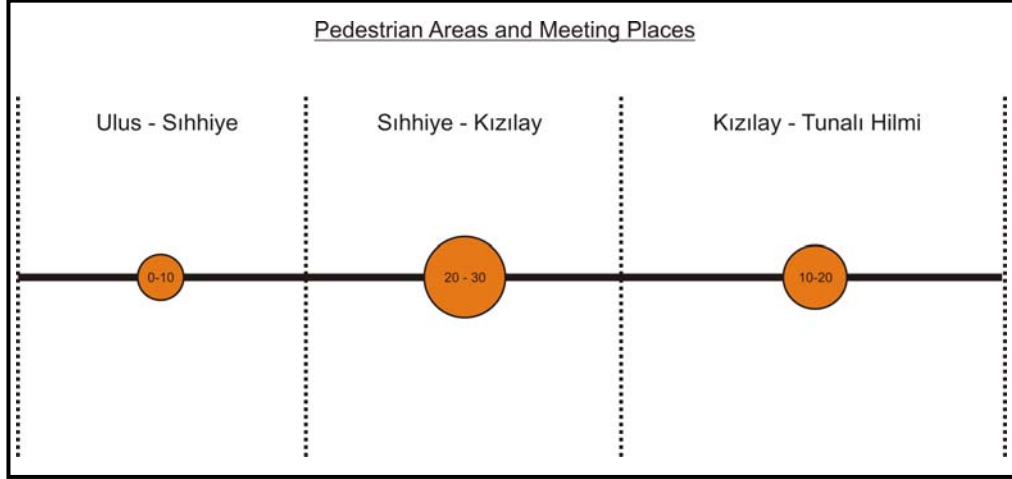 Pedestrian Areas and Meeting Places
Ulus - Sıhhiye
Sıhhiye - Kızılay
Kızılay - Tunalı Hilmi
0-10
20 - 30
10-20